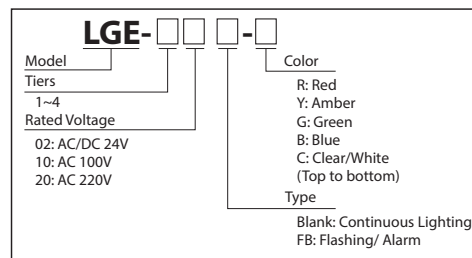 LGE-□□ □-□
Model
Tiers
1~4
Rated Voltage
02: AC/DC 24V
10: AC 100V
20: AC 220V
Color
R: Red
Y: Amber
G: Green
B: Blue
C: Clear/White
(Top to bottom)
Type
Blank: Continuous Lighting
FB: Flashing/ Alarm